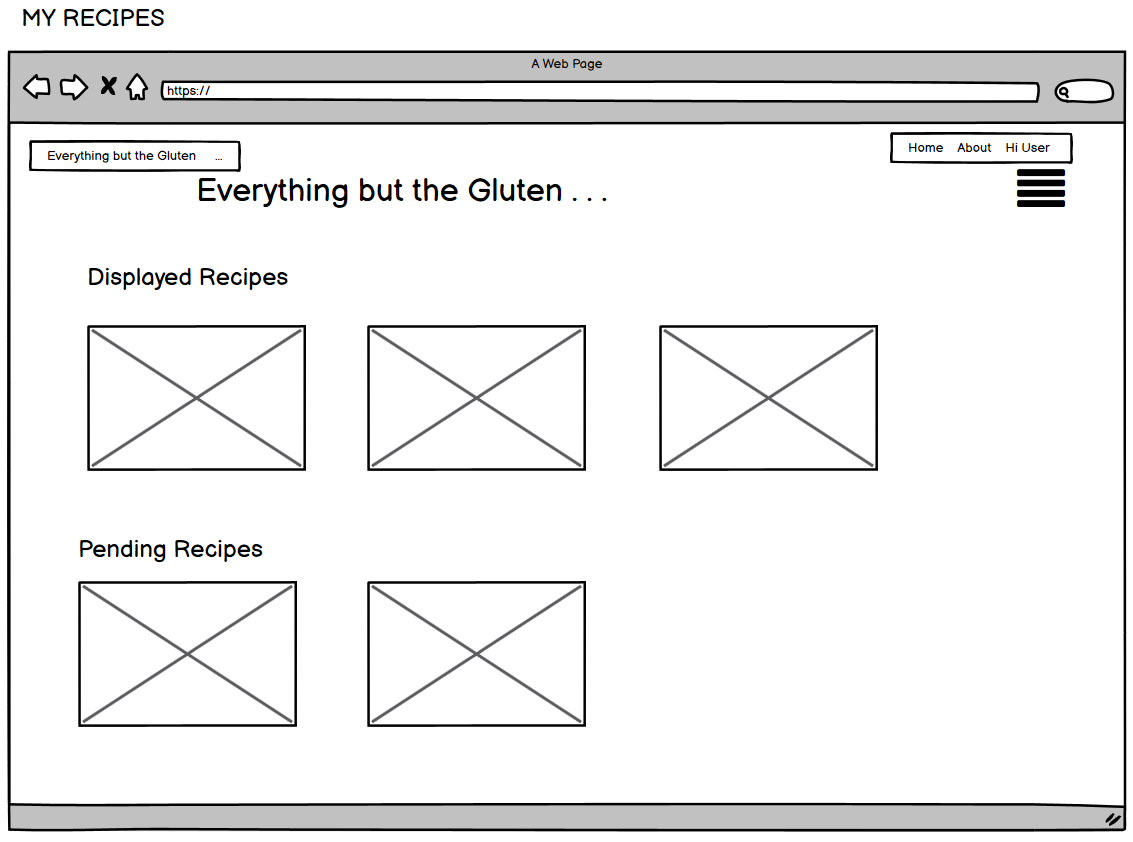 MY RECIPES
A Web Page
https://
Everything but the Gluten ...
Home About Hi User
Everything but the Gluten . . .
Displayed Recipes
Pending Recipes